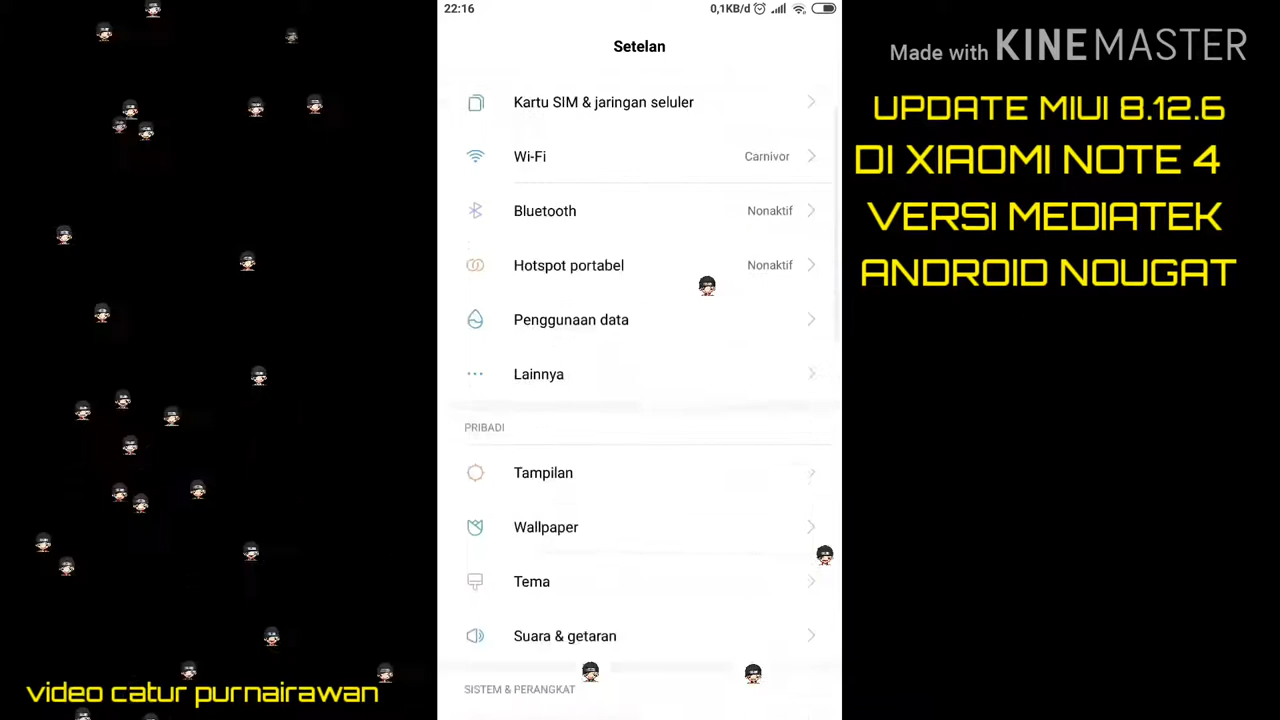 22:16
0,1KB/d
Setelan
Kartu SIM & jaringan seluler
Wi-Fi
Carnivor
Bluetooth
Nonaktif
Hotspot portabel
Nonaktif
Penggunaan data
Lainnya
PRIBADI
Tampilan
Wallpaper
Tema
Suara & getaran
SISTEM & PERANGKAT
Made with KINEMASTER
UPDATE MIUI 8.12.6
DI XIAOMI NOTE 4
VERSI MEDIATEK
ANDROID NOUGAT
video catur purnairawan